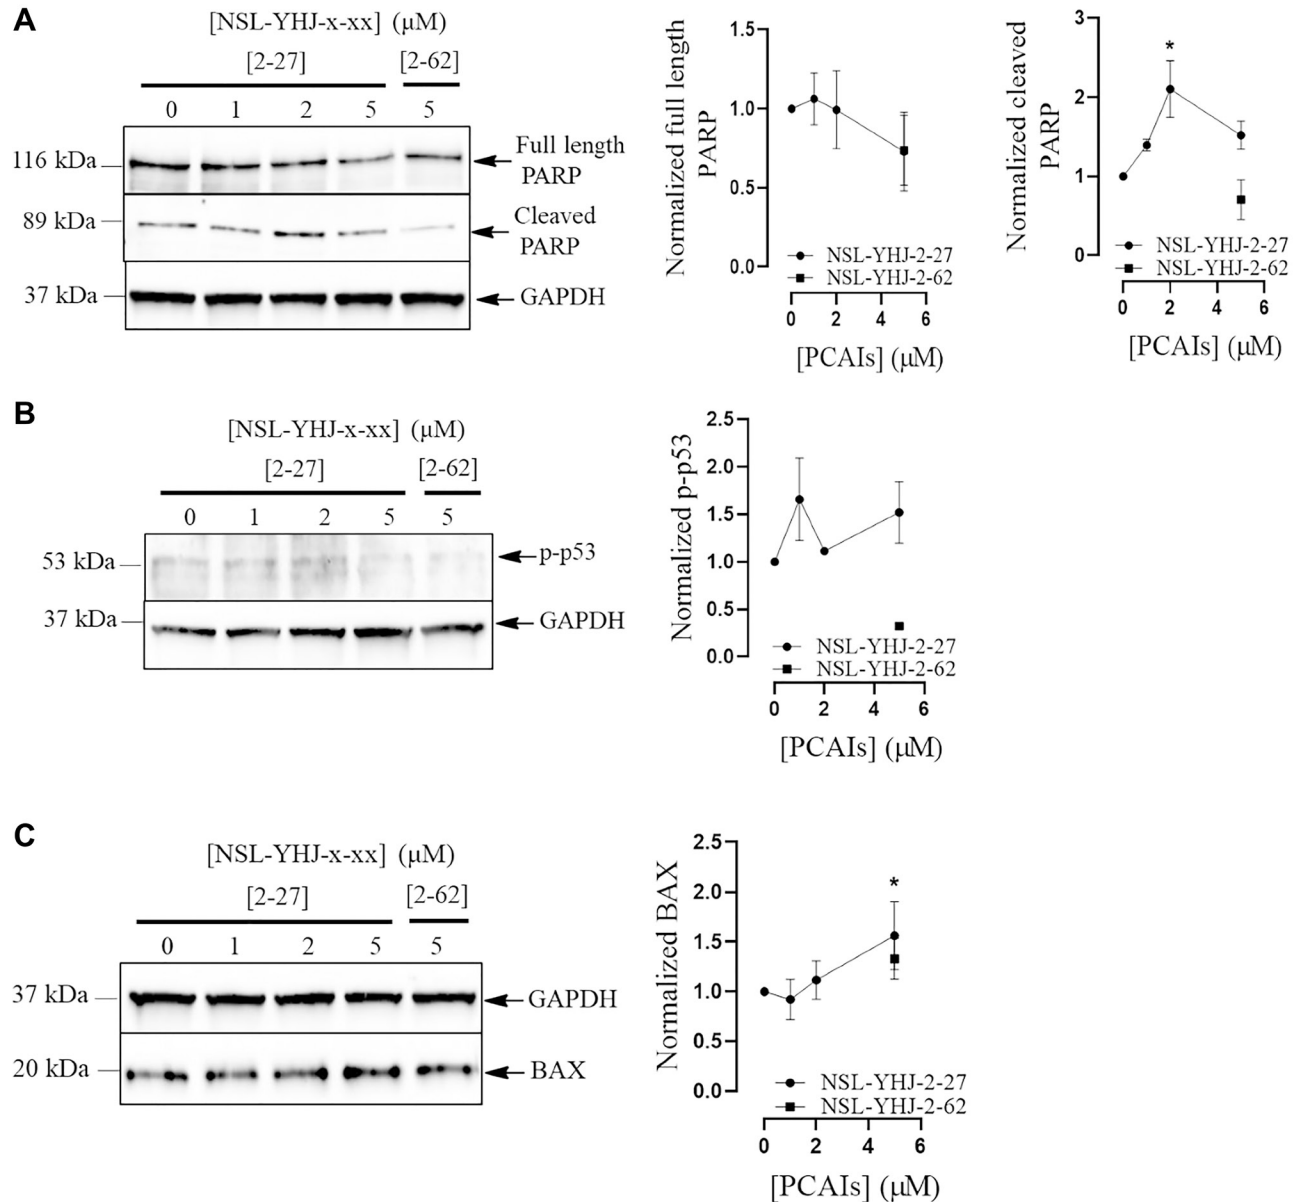 A
[NSL-YHJ-x-xx] (µM)
[2-27] [2-62]
0 1 2 5 5
116 kDa
Full length
PARP
89 kDa
Cleaved
PARP
37 kDa
GAPDH
Normalized full length
PARP
1.5
1.0
0.5
0.0
NSL-YHJ-2-27
NSL-YHJ-2-62
0 2 4 6
[PCAIs] (µM)
Normalized cleaved
PARP
3
2
1
0
*
NSL-YHJ-2-27
NSL-YHJ-2-62
0 2 4 6
[PCAIs] (µM)
B
[NSL-YHJ-x-xx] (µM)
[2-27] [2-62]
0 1 2 5 5
53 kDa
p-p53
37 kDa
GAPDH
Normalized p-p53
2.5
2.0
1.5
1.0
0.5
0.0
NSL-YHJ-2-27
NSL-YHJ-2-62
0 2 4 6
[PCAIs] (µM)
C
[NSL-YHJ-x-xx] (µM)
[2-27] [2-62]
0 1 2 5 5
37 kDa
GAPDH
20 kDa
BAX
Normalized BAX
2.5
2.0
1.5
1.0
0.5
0.0
*
NSL-YHJ-2-27
NSL-YHJ-2-62
0 2 4 6
[PCAIs] (µM)